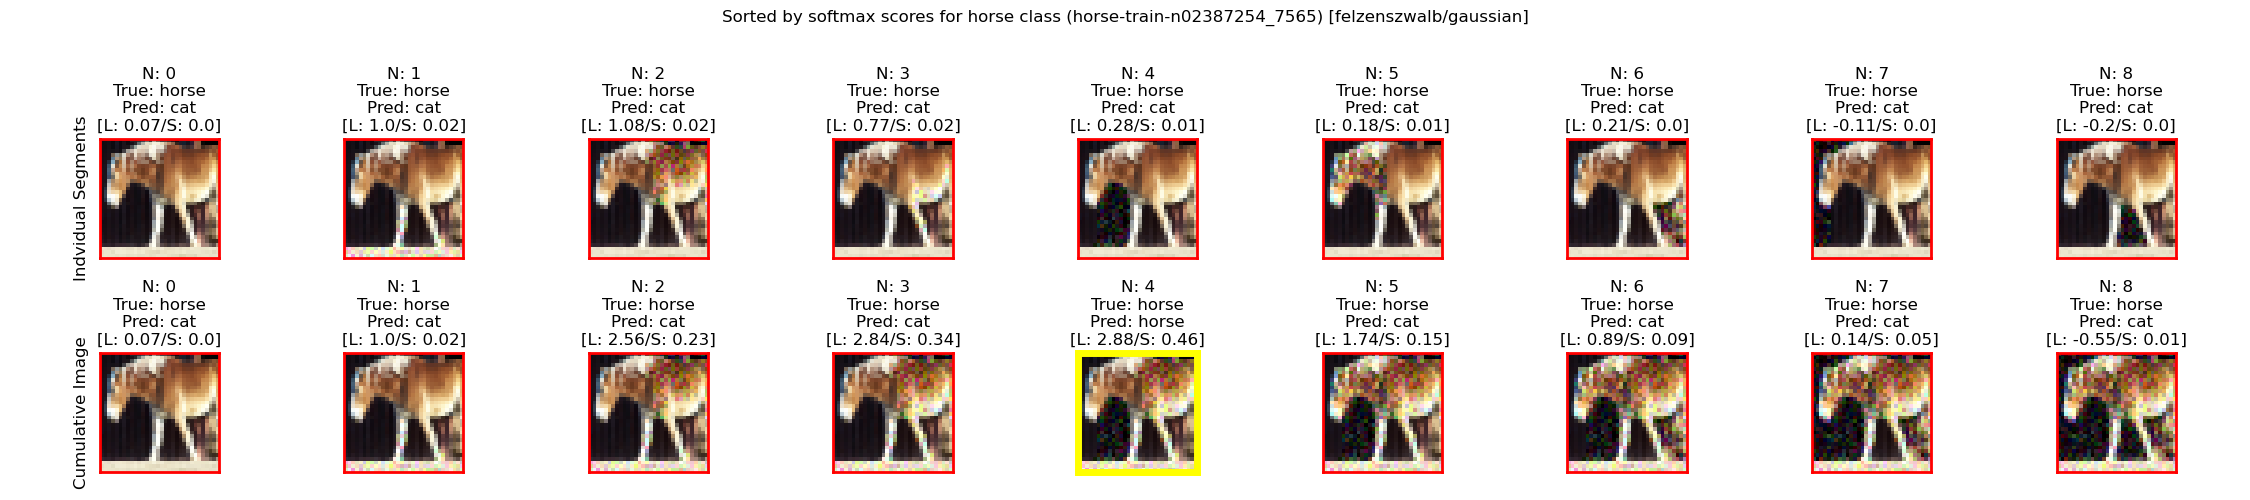 Sorted by softmax scores for horse class (horse-train-n02387254_7565) [felzenszwalb/gaussian]
Individual Segments
N: 0
True: horse
Pred: cat
[L: 0.07/S: 0.0]
N: 1
True: horse
Pred: cat
[L: 1.0/S: 0.02]
N: 2
True: horse
Pred: cat
[L: 1.08/S: 0.02]
N: 3
True: horse
Pred: cat
[L: 0.77/S: 0.02]
N: 4
True: horse
Pred: cat
[L: 0.28/S: 0.01]
N: 5
True: horse
Pred: cat
[L: 0.18/S: 0.01]
N: 6
True: horse
Pred: cat
[L: 0.21/S: 0.0]
N: 7
True: horse
Pred: cat
[L: -0.11/S: 0.0]
N: 8
True: horse
Pred: cat
[L: -0.2/S: 0.0]
Cumulative Image
N: 0
True: horse
Pred: cat
[L: 0.07/S: 0.0]
N: 1
True: horse
Pred: cat
[L: 1.0/S: 0.02]
N: 2
True: horse
Pred: cat
[L: 2.56/S: 0.23]
N: 3
True: horse
Pred: cat
[L: 2.84/S: 0.34]
N: 4
True: horse
Pred: horse
[L: 2.88/S: 0.46]
N: 5
True: horse
Pred: cat
[L: 1.74/S: 0.15]
N: 6
True: horse
Pred: cat
[L: 0.89/S: 0.09]
N: 7
True: horse
Pred: cat
[L: 0.14/S: 0.05]
N: 8
True: horse
Pred: cat
[L: -0.55/S: 0.01]